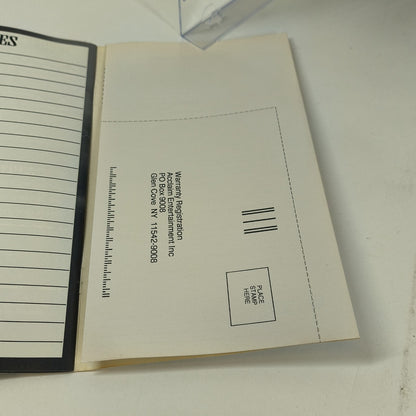 ES
Warranty Registration
Acclaim Entertainment Inc
PO Box 9008
Glen Cove NY 11542-9008
PLACE
STAMP
HERE